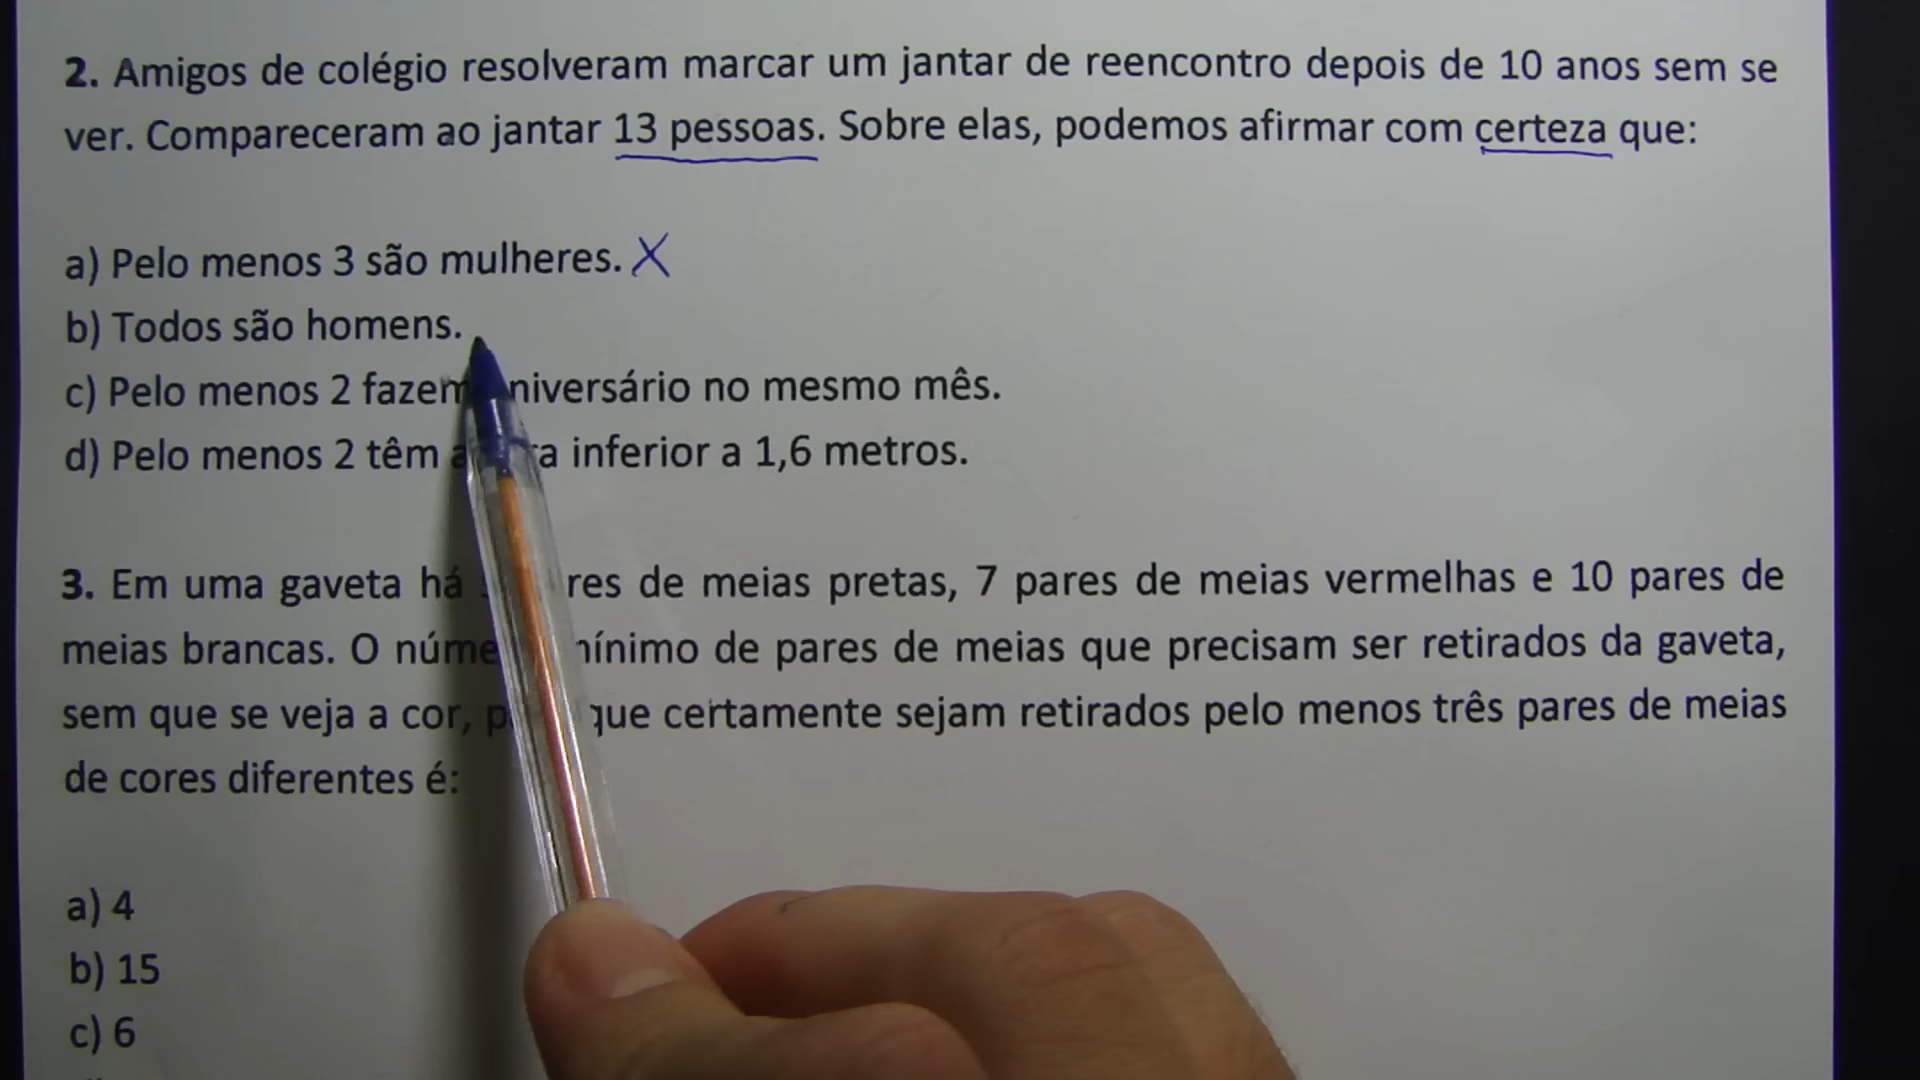 2. Amigos de colégio resolveram marcar um jantar de reencontro depois de 10 anos sem se
ver. Compareceram ao jantar 13 pessoas. Sobre elas, podemos afirmar com certeza que:
a) Pelo menos 3 são mulheres. X
b) Todos são homens.
c) Pelo menos 2 fazem niversário no mesmo mês.
d) Pelo menos 2 têm inferior a 1,6 metros.
3. Em uma gaveta há res de meias pretas, 7 pares de meias vermelhas e 10 pares de
meias brancas. O núme nínimo de pares de meias que precisam ser retirados da gaveta,
sem que se veja a cor, que certamente sejam retirados pelo menos três pares de meias
de cores diferentes é:
a) 4
b) 15
c) 6